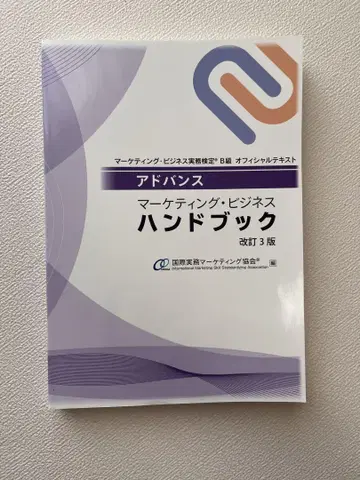 マーケティング・ビジネス実務検定® B級 オフィシャルテキスト
アドバンス
マーケティング・ビジネス
ハンドブック
改訂3版
国際実務マーケティング協会® 編
International Marketing Skill Standardizing Association